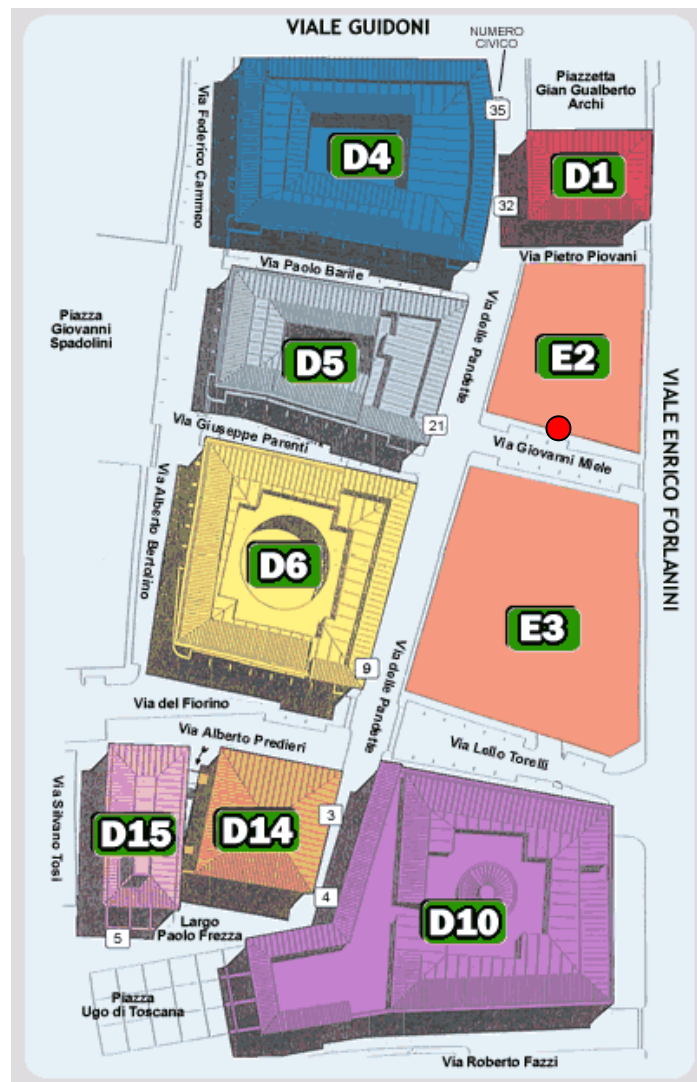 VIALE GUIDONI
NUMERO
CIVICO
Piazzetta
Gian Gualberto
Archi
Via Federico Cammeo
35
D4
D1
32
Via Pietro Piovani
Via Paolo Barile
Piazza
Giovanni
Spadolini
Via delle Pandette
E2
D5
VIALE ENRICO FORLANINI
21
Via Giuseppe Parenti
Via Giovanni Miele
Via Alberto Bertolino
D6
E3
9
Via delle Pandette
Via del Fiorino
Via Alberto Predieri
Via Lello Torelli
Via Silvano Tosi
D15
D14
3
4
D10
Largo
Paolo Frezza
5
Piazza
Ugo di Toscana
Via Roberto Fazzi